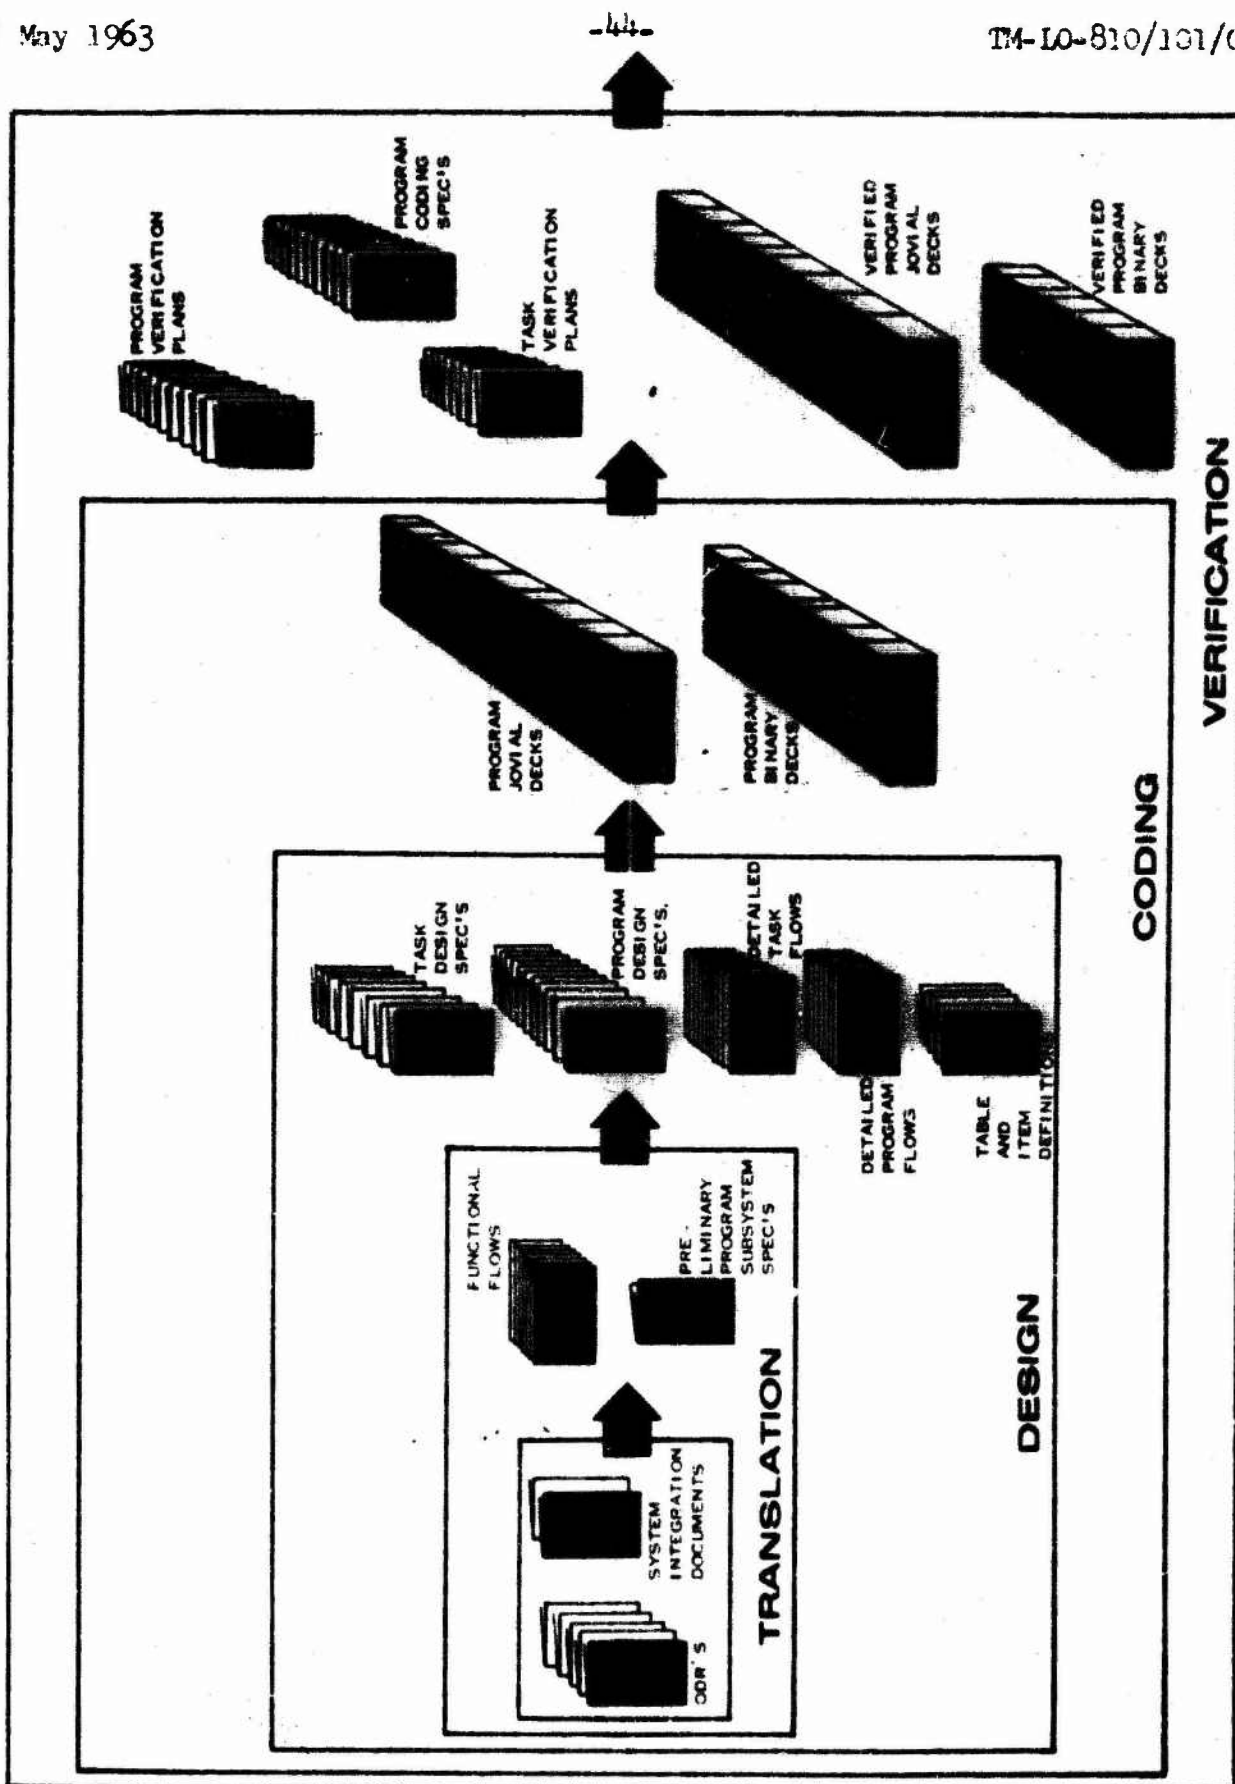 May 1963
-44-
TM-LO-810/101/0
PROGRAM
VERIFICATION
PLANS
PROGRAM
CODING
SPEC'S
TASK
VERIFICATION
PLANS
VERIFIED
PROGRAM
JOVIAL
DECKS
VERIFIED
PROGRAM
BINARY
DECKS
VERIFICATION
PROGRAM
JOVIAL
DECKS
PROGRAM
BINARY
DECKS
CODING
TASK
DESIGN
SPEC'S
PROGRAM
DESIGN
SPEC'S.
DETAILED
TASK
FLOWS
DETAILED
PROGRAM
FLOWS
TABLE
AND
ITEM
DEFINITION
DESIGN
FUNCTIONAL
FLOWS
PRE-
LIMINARY
PROGRAM
SUBSYSTEM
SPEC'S
TRANSLATION
SYSTEM
INTEGRATION
DOCUMENTS
ODR'S